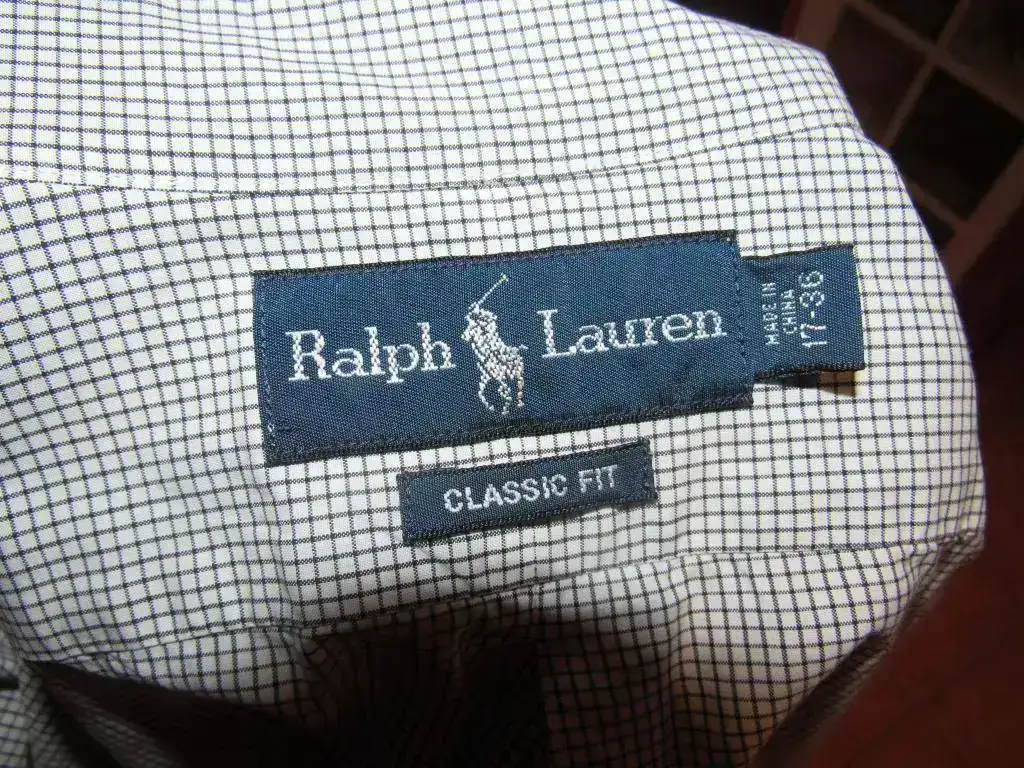 Ralph Lauren
MADE IN
CHINA
17-36
CLASSIC FIT